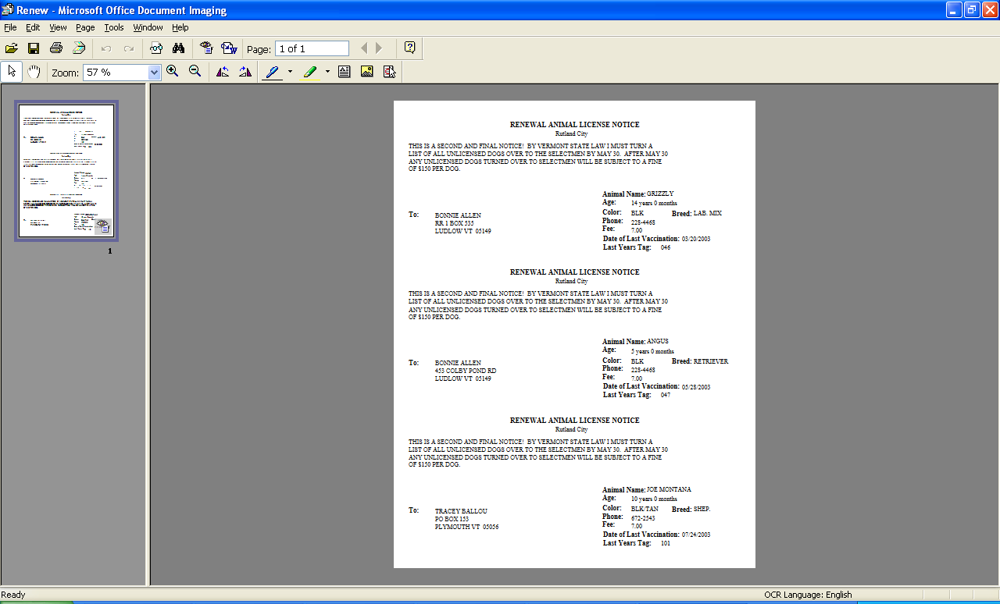 Renew - Microsoft Office Document Imaging
File Edit View Page Tools Window Help
Page: 1 of 1
Zoom: 57 %
1
RENEWAL ANIMAL LICENSE NOTICE
Rutland City
THIS IS A SECOND AND FINAL NOTICE! BY VERMONT STATE LAW I MUST TURN A
LIST OF ALL UNLICENSED DOGS OVER TO THE SELECTMEN BY MAY 30. AFTER MAY 30
ANY UNLICENSED DOGS TURNED OVER TO SELECTMEN WILL BE SUBJECT TO A FINE
OF $150 PER DOG.
Animal Name: GRIZZLY
Age: 14 years 0 months
Color: BLK Breed: LAB. MIX
Phone: 228-4468
Fee: 7.00
Date of Last Vaccination: 03/20/2003
Last Years Tag: 046
To: BONNIE ALLEN
RR 1 BOX 535
LUDLOW VT 05149
RENEWAL ANIMAL LICENSE NOTICE
Rutland City
THIS IS A SECOND AND FINAL NOTICE! BY VERMONT STATE LAW I MUST TURN A
LIST OF ALL UNLICENSED DOGS OVER TO THE SELECTMEN BY MAY 30. AFTER MAY 30
ANY UNLICENSED DOGS TURNED OVER TO SELECTMEN WILL BE SUBJECT TO A FINE
OF $150 PER DOG.
Animal Name: ANGUS
Age: 5 years 0 months
Color: BLK Breed: RETRIEVER
Phone: 228-4468
Fee: 7.00
Date of Last Vaccination: 05/28/2003
Last Years Tag: 047
To: BONNIE ALLEN
453 COLBY POND RD
LUDLOW VT 05149
RENEWAL ANIMAL LICENSE NOTICE
Rutland City
THIS IS A SECOND AND FINAL NOTICE! BY VERMONT STATE LAW I MUST TURN A
LIST OF ALL UNLICENSED DOGS OVER TO THE SELECTMEN BY MAY 30. AFTER MAY 30
ANY UNLICENSED DOGS TURNED OVER TO SELECTMEN WILL BE SUBJECT TO A FINE
OF $150 PER DOG.
Animal Name: JOE MONTANA
Age: 10 years 0 months
Color: BLK/TAN Breed: SHEP.
Phone: 672-2543
Fee: 7.00
Date of Last Vaccination: 07/24/2003
Last Years Tag: 101
To: TRACEY BALLOU
PO BOX 153
PLYMOUTH VT 05056
Ready OCR Language: English